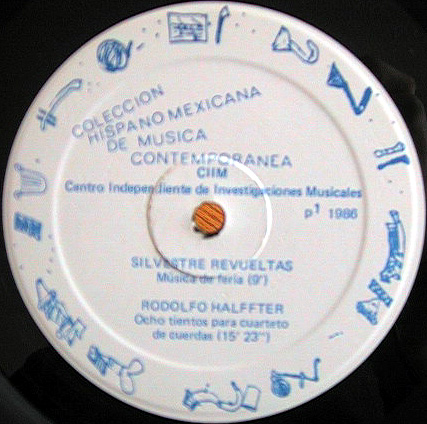 COLECCION
HISPANO MEXICANA
DE MUSICA
CONTEMPORANEA
CIIM
Centro Independiente de Investigaciones Musicales
p¹ 1986
SILVESTRE REVUELTAS
Música de feria (9')
RODOLFO HALFFTER
Ocho tientos para cuarteto
de cuerdas (15' 23'')